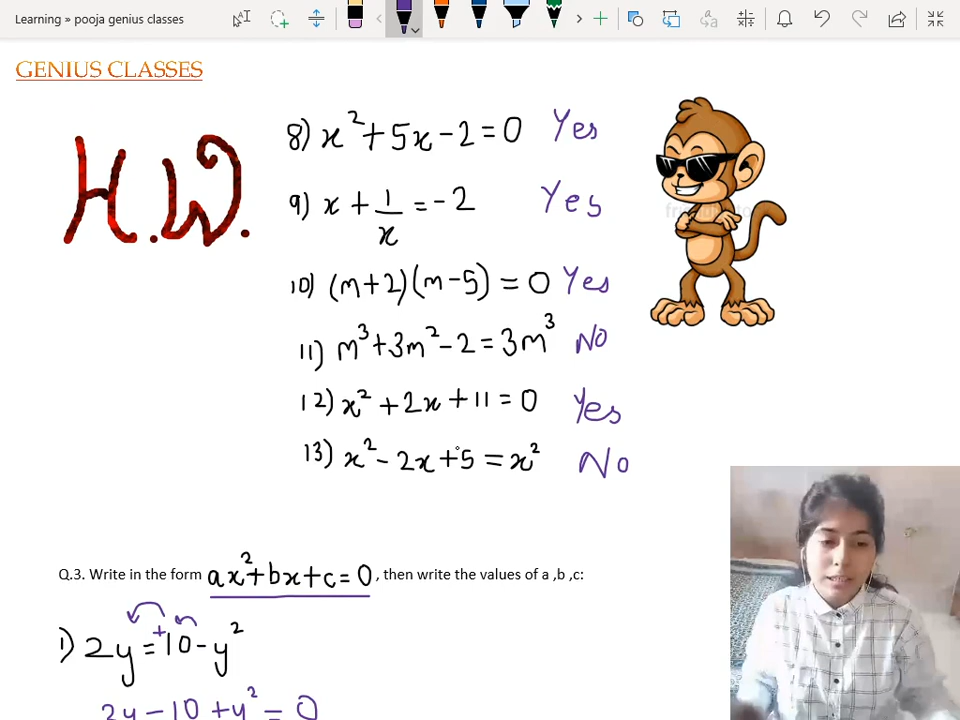 Learning » pooja genius classes
GENIUS CLASSES
H.W.
8) x² + 5x - 2 = 0 Yes
9) x + 1/x = -2 Yes
10) (m+2)(m-5) = 0 Yes
11) m³ + 3m² - 2 = 3m³ No
12) x² + 2x + 11 = 0 Yes
13) x² - 2x + 5 = x² No
Q.3. Write in the form ax² + bx + c = 0 , then write the values of a ,b ,c:
1) 2y = 10 - y²
+
2y - 10 + y² = 0